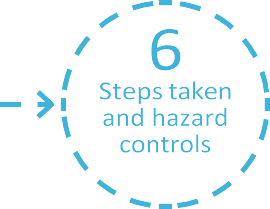 6
Steps taken
and hazard
controls